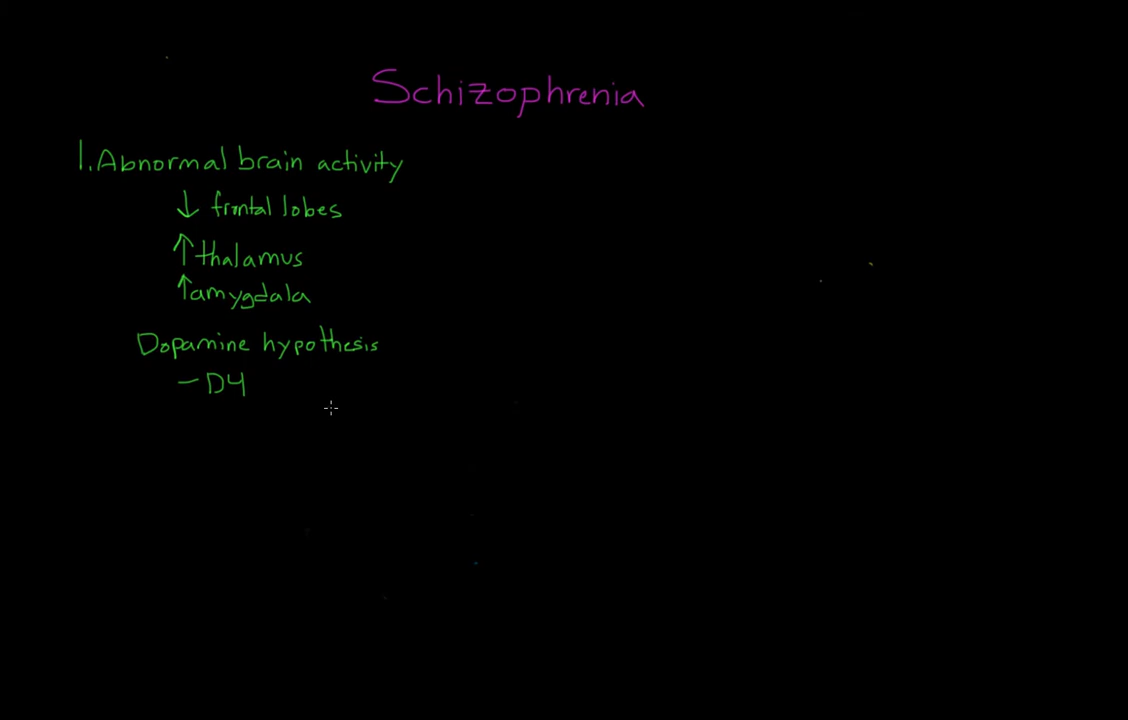 Schizophrenia
1. Abnormal brain activity
↓ frontal lobes
↑ thalamus
↑ amygdala
Dopamine hypothesis
- D4